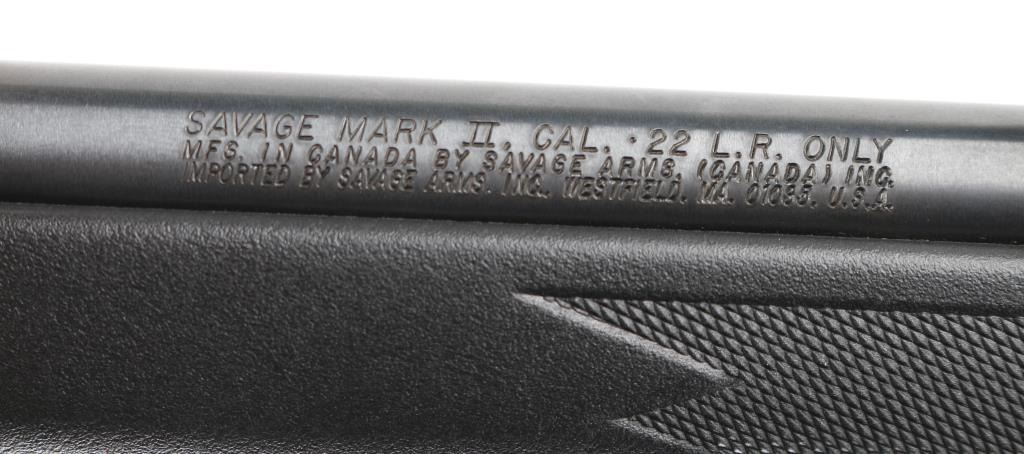 SAVAGE MARK II, CAL. .22 L.R. ONLY
MFG. IN CANADA BY SAVAGE ARMS, (CANADA) INC.
IMPORTED BY SAVAGE ARMS, INC. WESTFIELD, MA. 01085, U.S.A.